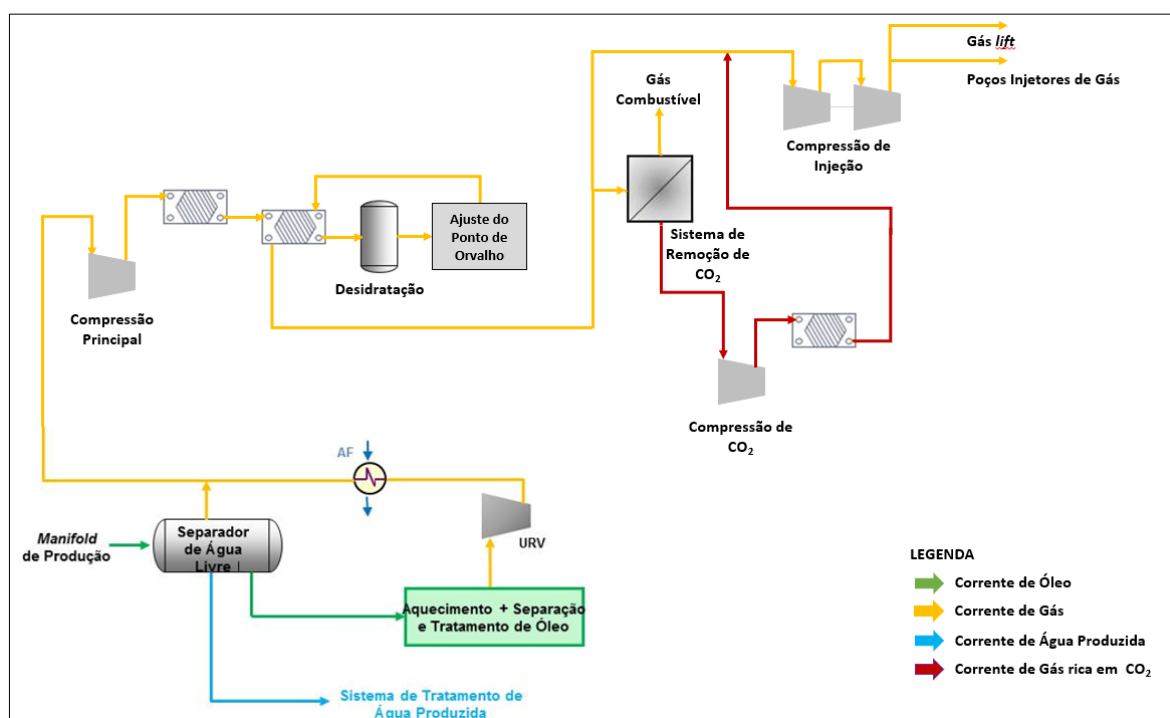 Gás lift
Poços Injetores de Gás
Gás
Combustível
Compressão de
Injeção
Ajuste do
Ponto de
Orvalho
Sistema de
Remoção de
CO₂
Desidratação
Compressão
Principal
Compressão de
CO₂
AF
Manifold
de Produção
Separador
de Água
Livre
URV
Aquecimento + Separação
e Tratamento de Óleo
Sistema de Tratamento de
Água Produzida
LEGENDA
Corrente de Óleo
Corrente de Gás
Corrente de Água Produzida
Corrente de Gás rica em CO₂